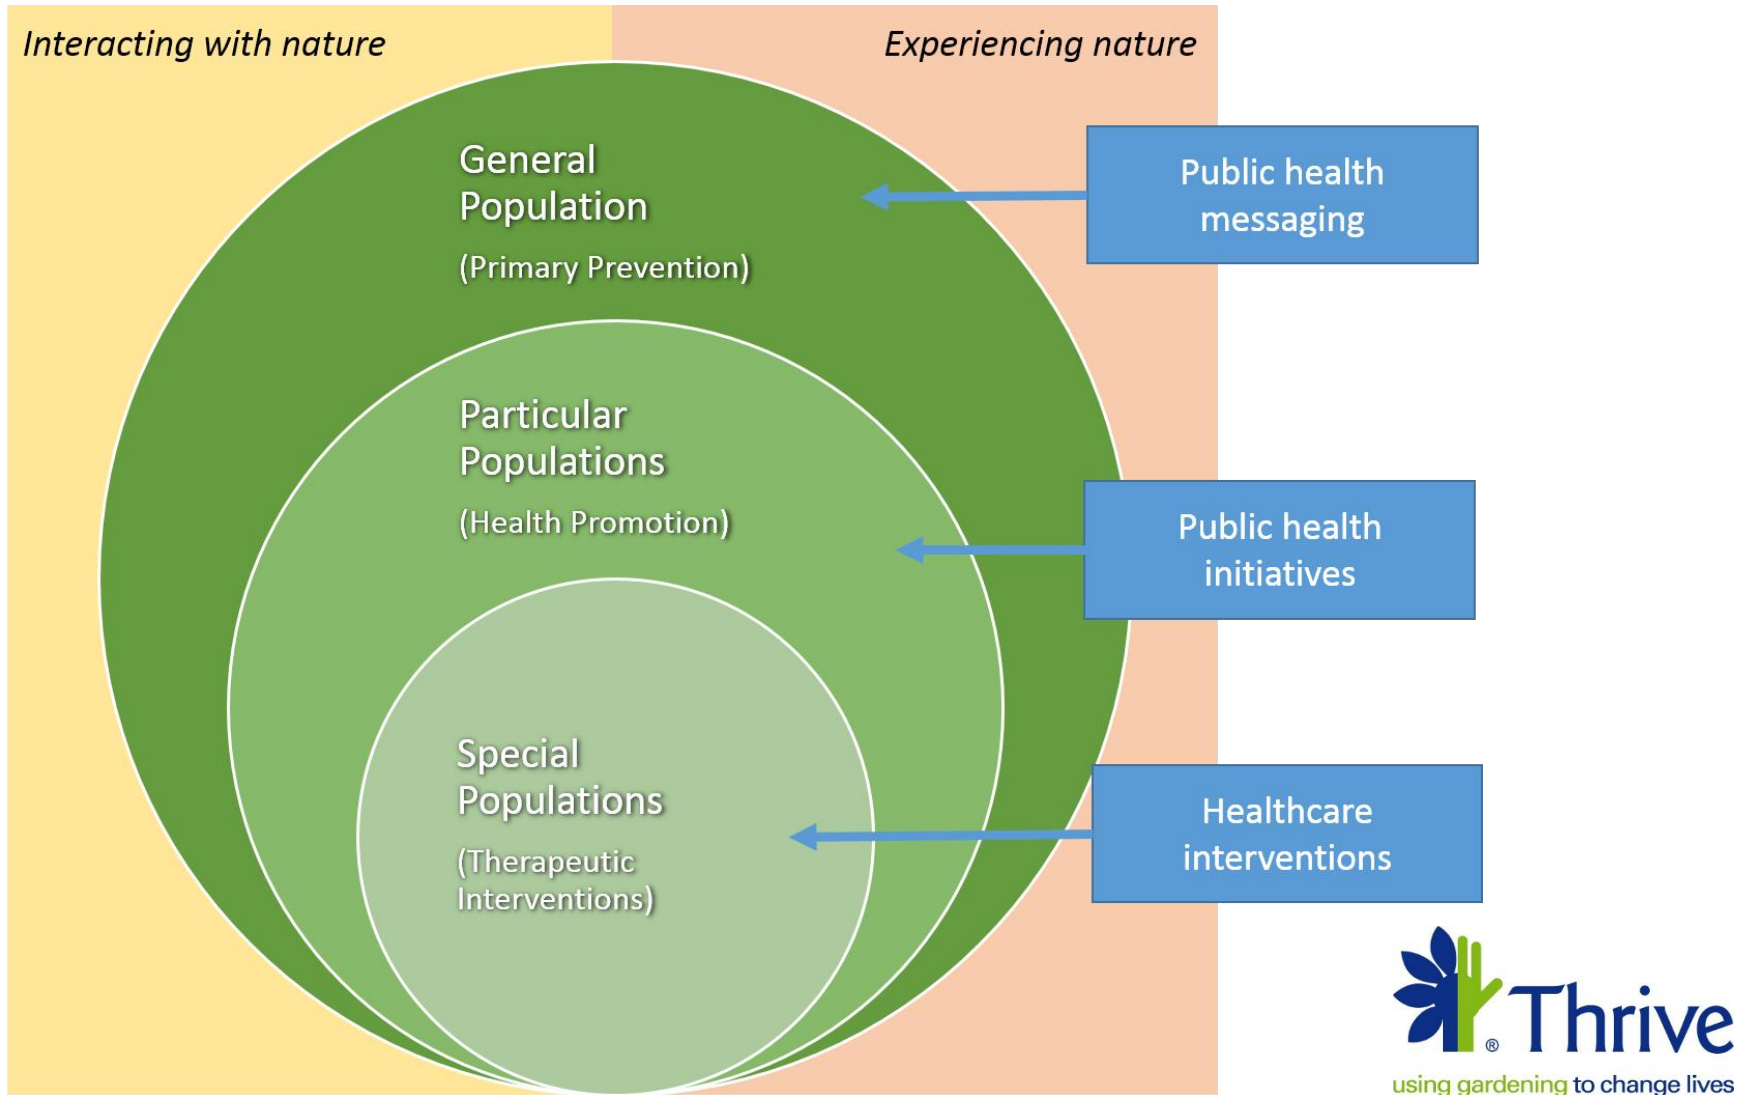 Interacting with nature
Experiencing nature
General
Population
(Primary Prevention)
Public health
messaging
Particular
Populations
(Health Promotion)
Public health
initiatives
Special
Populations
(Therapeutic
Interventions)
Healthcare
interventions
® Thrive
using gardening to change lives